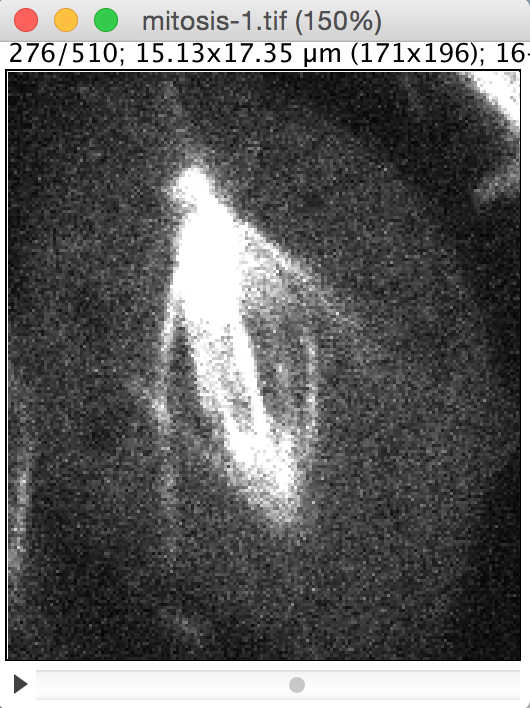 mitosis-1.tif (150%)
276/510; 15.13x17.35 µm (171x196); 16-